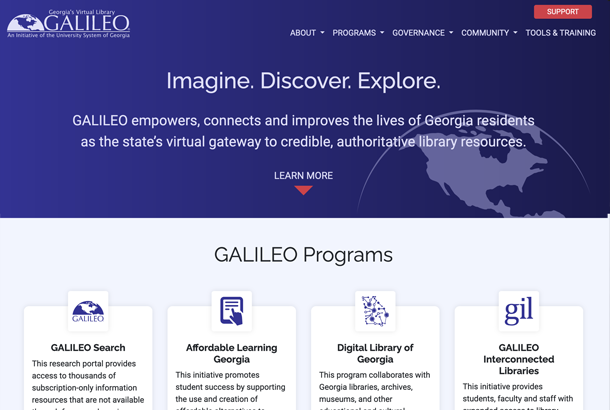 Georgia's Virtual Library
GALILEO
An Initiative of the University System of Georgia
SUPPORT
ABOUT PROGRAMS GOVERNANCE COMMUNITY TOOLS & TRAINING
Imagine. Discover. Explore.
GALILEO empowers, connects and improves the lives of Georgia residents
as the state's virtual gateway to credible, authoritative library resources.
LEARN MORE
GALILEO Programs
GALILEO
GALILEO Search
This research portal provides
access to thousands of
subscription-only information
resources that are not available
Affordable Learning
Georgia
This initiative promotes
student success by supporting
the use and creation of
Digital Library of
Georgia
This program collaborates with
Georgia libraries, archives,
museums, and other
gil
GALILEO
Interconnected
Libraries
This initiative provides
students, faculty and staff with